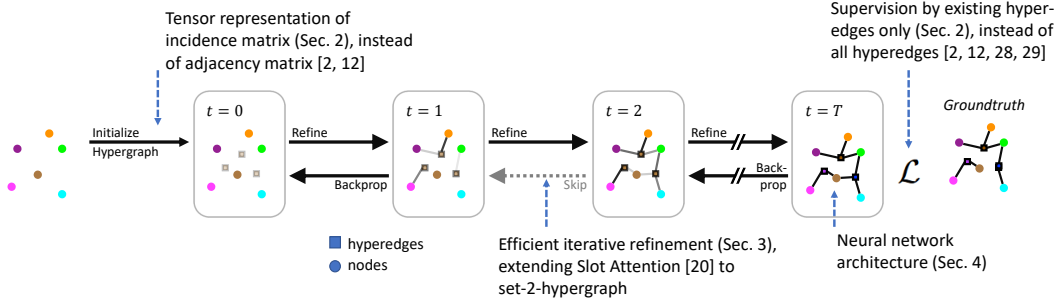 Tensor representation of
incidence matrix (Sec. 2), instead
of adjacency matrix [2, 12]
Supervision by existing hyper-
edges only (Sec. 2), instead of
all hyperedges [2, 12, 28, 29]
Initialize
Hypergraph
t = 0
Refine
Backprop
t = 1
Refine
Skip
t = 2
Refine
Back-
prop
t = T
ℒ
Groundtruth
hyperedges
nodes
Efficient iterative refinement (Sec. 3),
extending Slot Attention [20] to
set-2-hypergraph
Neural network
architecture (Sec. 4)